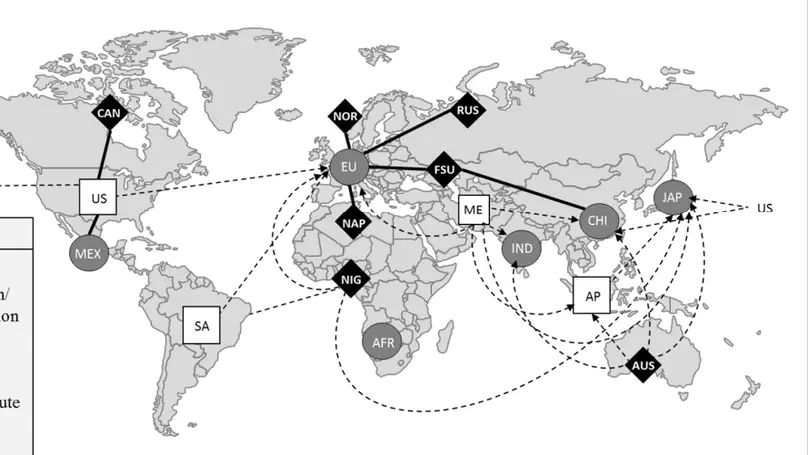 CAN
NOR
RUS
EU
FSU
US
ME
JAP
US
NAP
CHI
IND
MEX
NIG
AP
SA
AFR
AUS
n/
on
ute